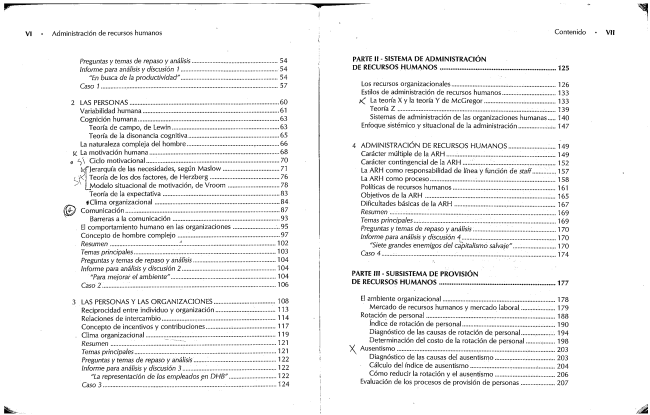 VI • Administración de recursos humanos
Preguntas y temas de repaso y análisis 54
Informe para análisis y discusión 1 54
"En busca de la productividad" 54
Caso 1 57
2 LAS PERSONAS 60
Variabilidad humana 61
Cognición humana 63
Teoría de campo, de Lewin 63
Teoría de la disonancia cognitiva 65
La naturaleza compleja del hombre 66
La motivación humana 68
Ciclo motivacional 70
Jerarquía de las necesidades, según Maslow 71
Teoría de los dos factores, de Herzberg 76
Modelo situacional de motivación, de Vroom 78
Teoría de la expectativa 83
Clima organizacional 84
Comunicación 87
Barreras a la comunicación 93
El comportamiento humano en las organizaciones 95
Concepto de hombre complejo 97
Resumen 102
Temas principales 103
Preguntas y temas de repaso y análisis 104
Informe para análisis y discusión 2 104
"Para mejorar el ambiente" 104
Caso 2 106
3 LAS PERSONAS Y LAS ORGANIZACIONES 108
Reciprocidad entre individuo y organización 113
Relaciones de intercambio 114
Concepto de incentivos y contribuciones 117
Clima organizacional 119
Resumen 121
Temas principales 121
Preguntas y temas de repaso y análisis 122
Informe para análisis y discusión 3 122
"La representación de los empleados en DHB" 122
Caso 3 124
Contenido • VII
PARTE II - SISTEMA DE ADMINISTRACIÓN
DE RECURSOS HUMANOS 125
Los recursos organizacionales 126
Estilos de administración de recursos humanos 133
La teoría X y la teoría Y de McGregor 133
Teoría Z 139
Sistemas de administración de las organizaciones humanas 140
Enfoque sistémico y situacional de la administración 147
4 ADMINISTRACIÓN DE RECURSOS HUMANOS 149
Carácter múltiple de la ARH 149
Carácter contingencial de la ARH 152
La ARH como responsabilidad de línea y función de staff 157
La ARH como proceso 158
Políticas de recursos humanos 161
Objetivos de la ARH 165
Dificultades básicas de la ARH 167
Resumen 169
Temas principales 169
Preguntas y temas de repaso y análisis 170
Informe para análisis y discusión 4 170
"Siete grandes enemigos del capitalismo salvaje" 170
Caso 4 174
PARTE III - SUBSISTEMA DE PROVISIÓN
DE RECURSOS HUMANOS 177
El ambiente organizacional 178
Mercado de recursos humanos y mercado laboral 179
Rotación de personal 188
Índice de rotación de personal 190
Diagnóstico de las causas de rotación de personal 194
Determinación del costo de la rotación de personal 198
Ausentismo 203
Diagnóstico de las causas del ausentismo 203
Cálculo del índice de ausentismo 204
Cómo reducir la rotación y el ausentismo 206
Evaluación de los procesos de provisión de personas 207